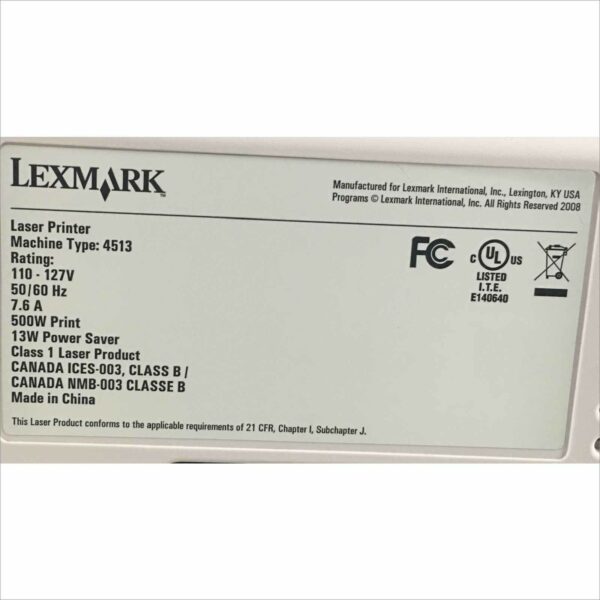 LEXMARK™
Manufactured for Lexmark International, Inc., Lexington, KY USA
Programs © Lexmark International, Inc. All Rights Reserved 2008
Laser Printer
Machine Type: 4513
Rating:
110 - 127V
50/60 Hz
7.6 A
500W Print
13W Power Saver
Class 1 Laser Product
CANADA ICES-003, CLASS B /
CANADA NMB-003 CLASSE B
Made in China
FC
C UL US
LISTED
I.T.E.
E140640
This Laser Product conforms to the applicable requirements of 21 CFR, Chapter I, Subchapter J.